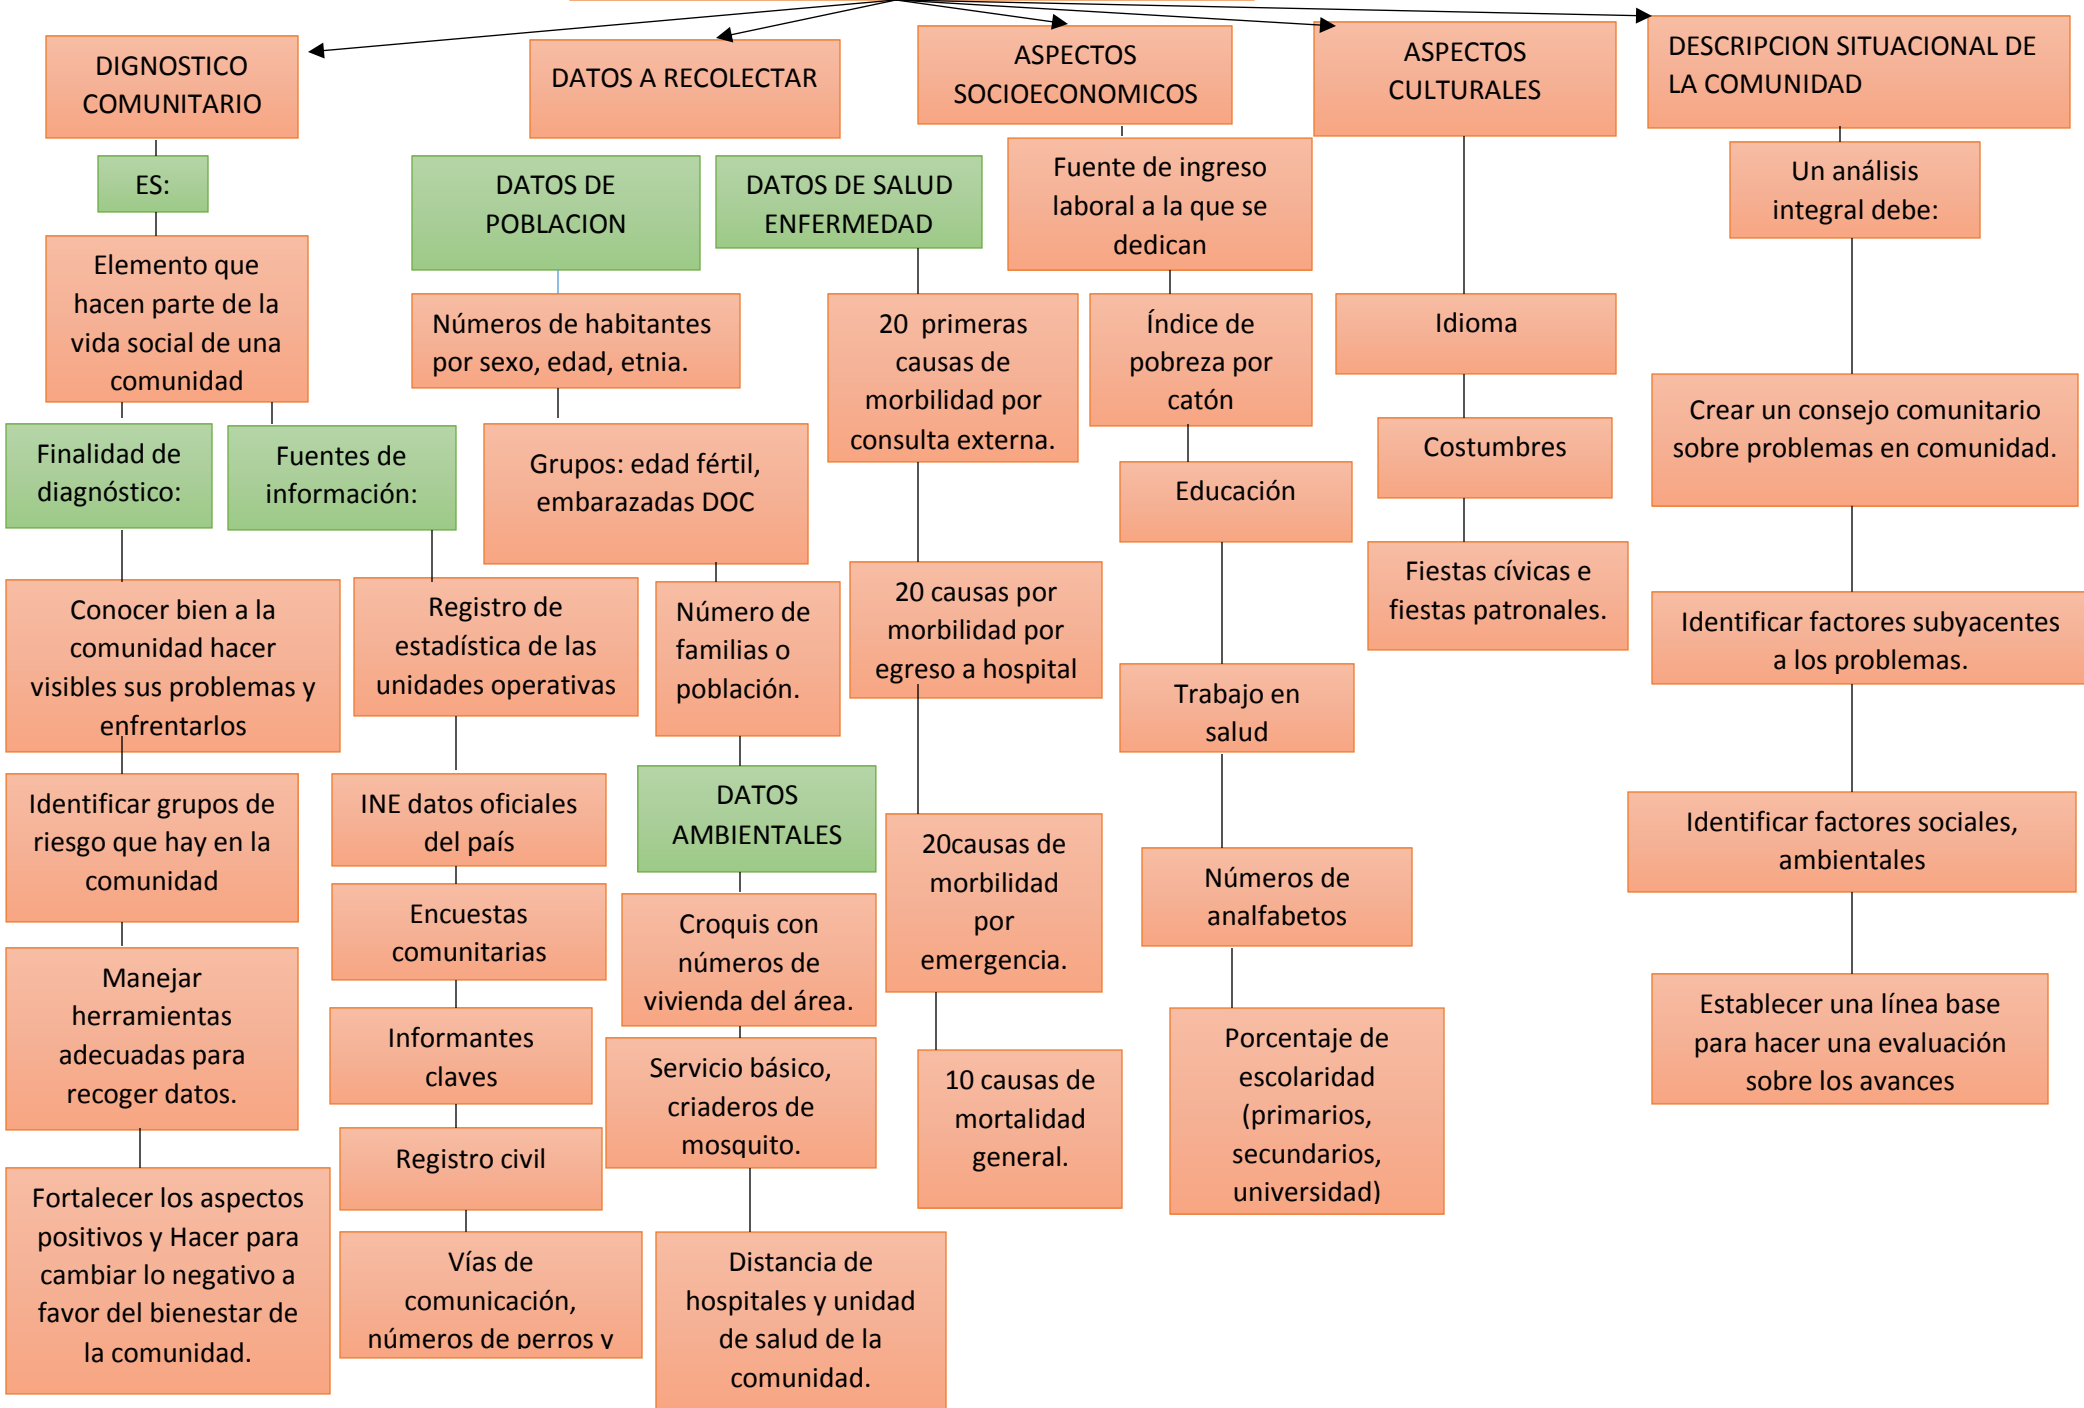 DIGNOSTICO
COMUNITARIO
ES:
Elemento que
hacen parte de la
vida social de una
comunidad
Finalidad de
diagnóstico:
Conocer bien a la
comunidad hacer
visibles sus problemas y
enfrentarlos
Identificar grupos de
riesgo que hay en la
comunidad
Manejar
herramientas
adecuadas para
recoger datos.
Fortalecer los aspectos
positivos y Hacer para
cambiar lo negativo a
favor del bienestar de
la comunidad.
Fuentes de
información:
Registro de
estadística de las
unidades operativas
INE datos oficiales
del país
Encuestas
comunitarias
Informantes
claves
Registro civil
Vías de
comunicación,
números de perros y
DATOS A RECOLECTAR
DATOS DE
POBLACION
Números de habitantes
por sexo, edad, etnia.
Grupos: edad fértil,
embarazadas DOC
Número de
familias o
población.
DATOS
AMBIENTALES
Croquis con
números de
vivienda del área.
Servicio básico,
criaderos de
mosquito.
Distancia de
hospitales y unidad
de salud de la
comunidad.
DATOS DE SALUD
ENFERMEDAD
20 primeras
causas de
morbilidad por
consulta externa.
20 causas por
morbilidad por
egreso a hospital
20causas de
morbilidad
por
emergencia.
10 causas de
mortalidad
general.
ASPECTOS
SOCIOECONOMICOS
Fuente de ingreso
laboral a la que se
dedican
Índice de
pobreza por
catón
Educación
Trabajo en
salud
Números de
analfabetos
Porcentaje de
escolaridad
(primarios,
secundarios,
universidad)
ASPECTOS
CULTURALES
Idioma
Costumbres
Fiestas cívicas e
fiestas patronales.
DESCRIPCION SITUACIONAL DE
LA COMUNIDAD
Un análisis
integral debe:
Crear un consejo comunitario
sobre problemas en comunidad.
Identificar factores subyacentes
a los problemas.
Identificar factores sociales,
ambientales
Establecer una línea base
para hacer una evaluación
sobre los avances